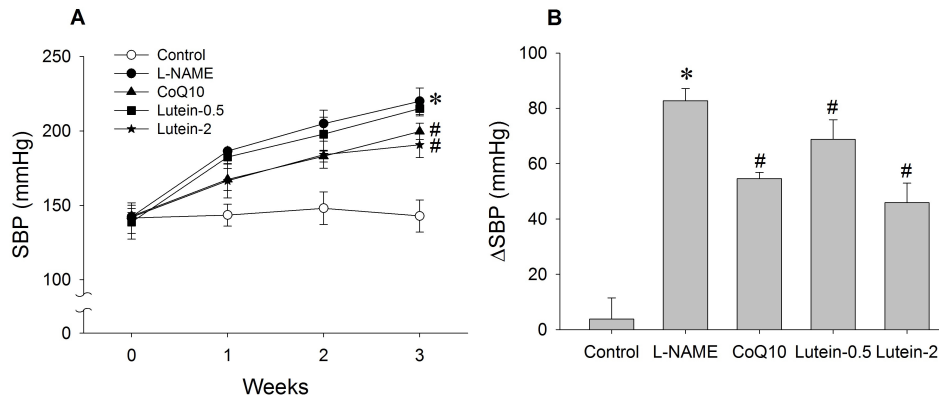 A
250
200
150
100
0
SBP (mmHg)
Control
L-NAME
CoQ10
Lutein-0.5
Lutein-2
*
#
#
0 1 2 3
Weeks
B
100
80
60
40
20
0
ΔSBP (mmHg)
*
#
#
#
Control L-NAME CoQ10 Lutein-0.5 Lutein-2